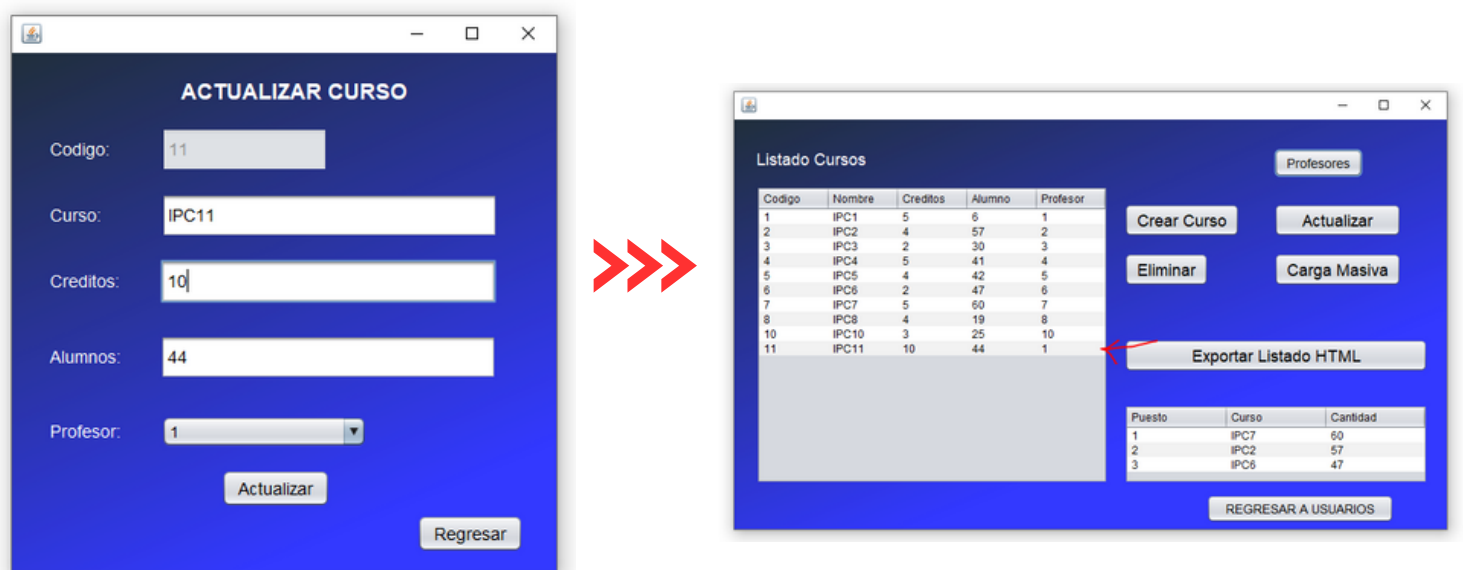 ACTUALIZAR CURSO
Codigo: 11
Curso: IPC11
Creditos: 10
Alumnos: 44
Profesor: 1
Actualizar
Regresar
Listado Cursos
Profesores
Codigo Nombre Creditos Alumno Profesor
1 IPC1 5 6 1
2 IPC2 4 57 2
3 IPC3 2 30 3
4 IPC4 5 41 4
5 IPC5 4 42 5
6 IPC6 2 47 6
7 IPC7 5 60 7
8 IPC8 4 19 8
10 IPC10 3 25 10
11 IPC11 10 44 1
Crear Curso Actualizar
Eliminar Carga Masiva
Exportar Listado HTML
Puesto Curso Cantidad
1 IPC7 60
2 IPC2 57
3 IPC6 47
REGRESAR A USUARIOS